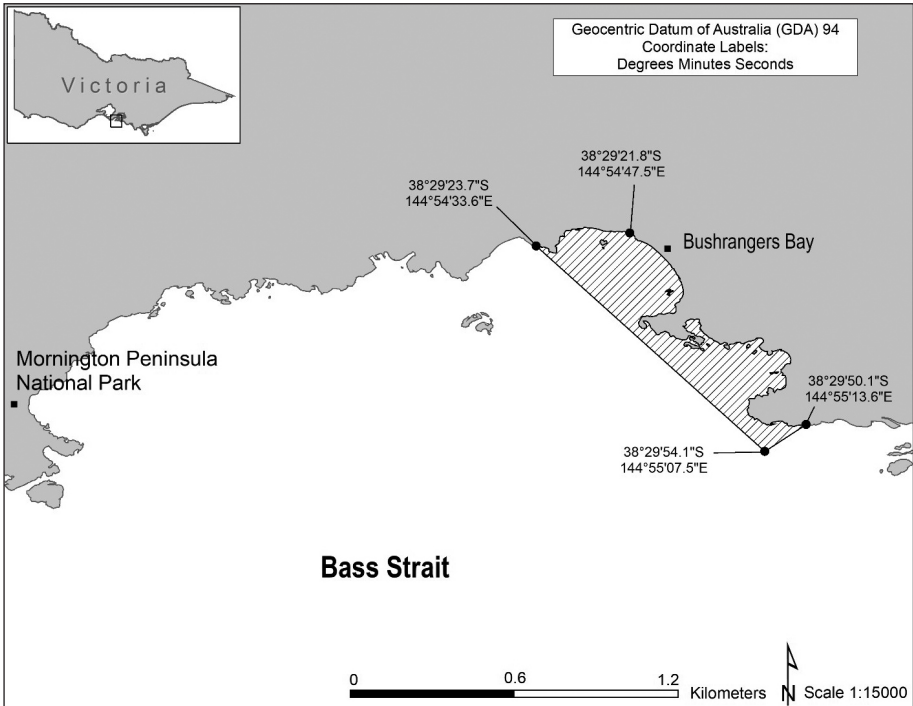 Geocentric Datum of Australia (GDA) 94
Coordinate Labels:
Degrees Minutes Seconds
Victoria
38°29'21.8"S
144°54'47.5"E
38°29'23.7"S
144°54'33.6"E
Bushrangers Bay
Mornington Peninsula
National Park
38°29'50.1"S
144°55'13.6"E
38°29'54.1"S
144°55'07.5"E
Bass Strait
0 0.6 1.2
Kilometers
N
Scale 1:15000